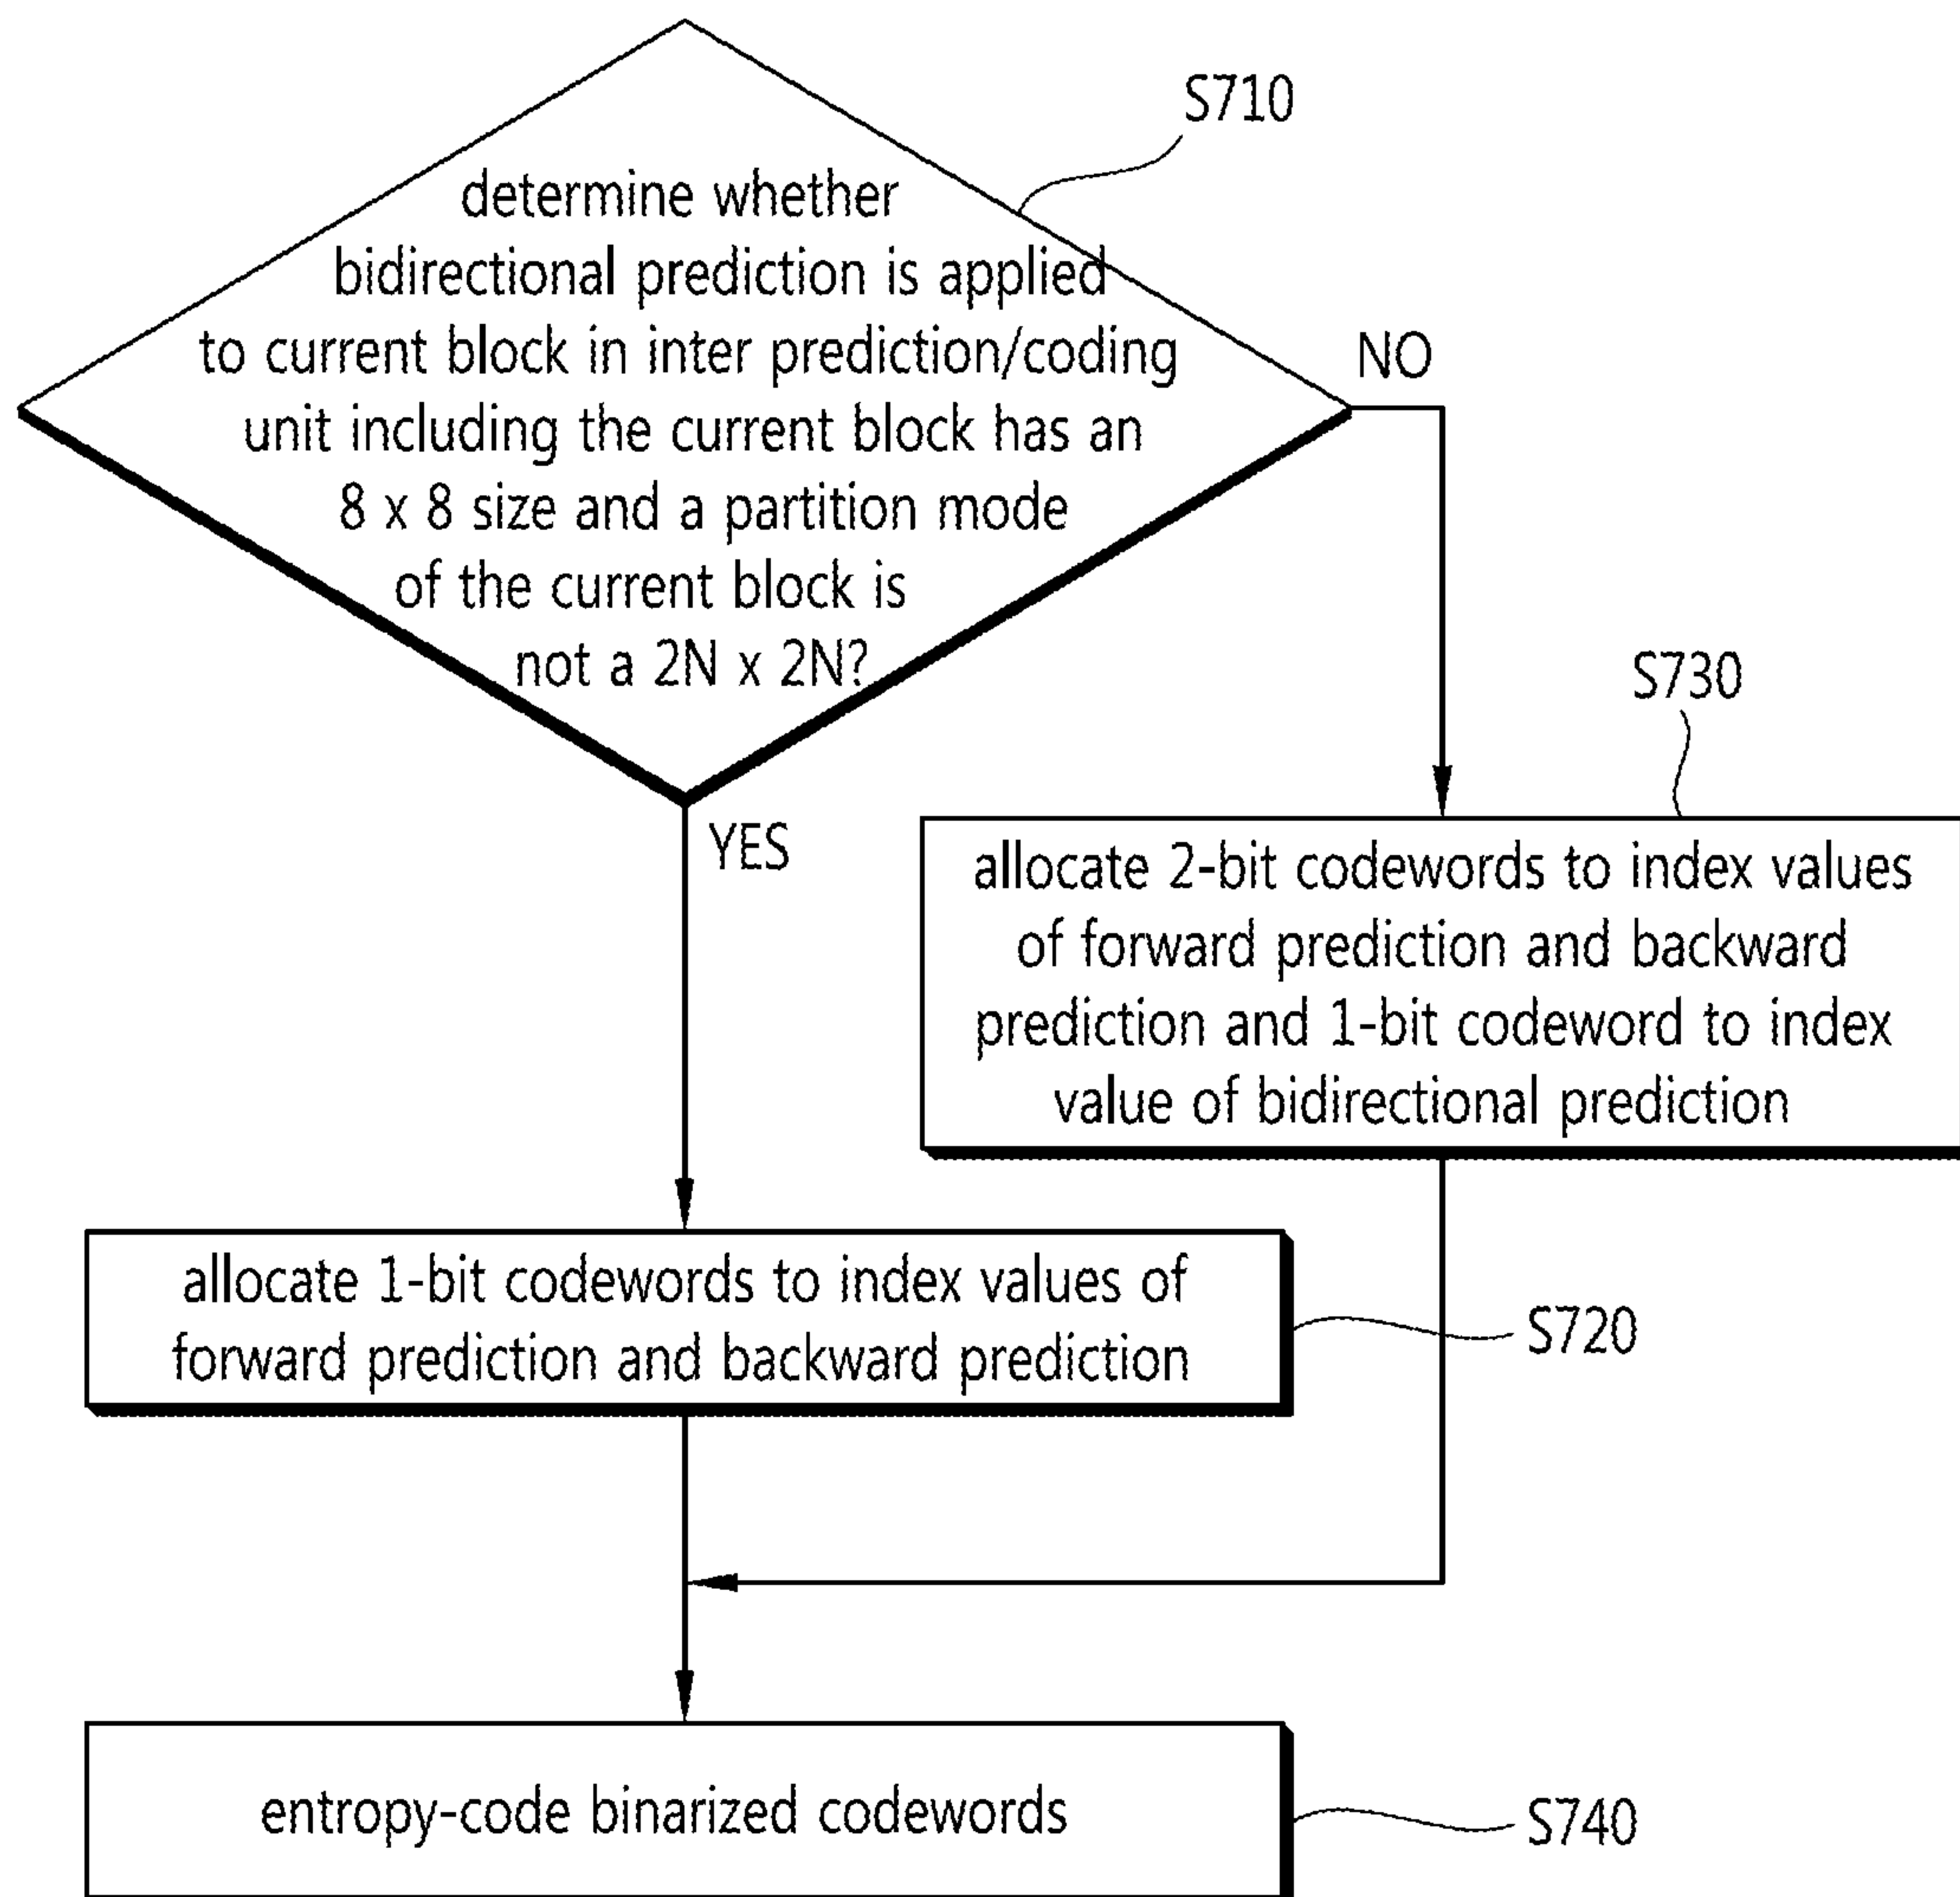 S710
determine whether
bidirectional prediction is applied
to current block in inter prediction/coding
unit including the current block has an
8 x 8 size and a partition mode
of the current block is
not a 2N x 2N?
NO
YES
S730
allocate 2-bit codewords to index values
of forward prediction and backward
prediction and 1-bit codeword to index
value of bidirectional prediction
allocate 1-bit codewords to index values of
forward prediction and backward prediction
S720
entropy-code binarized codewords
S740